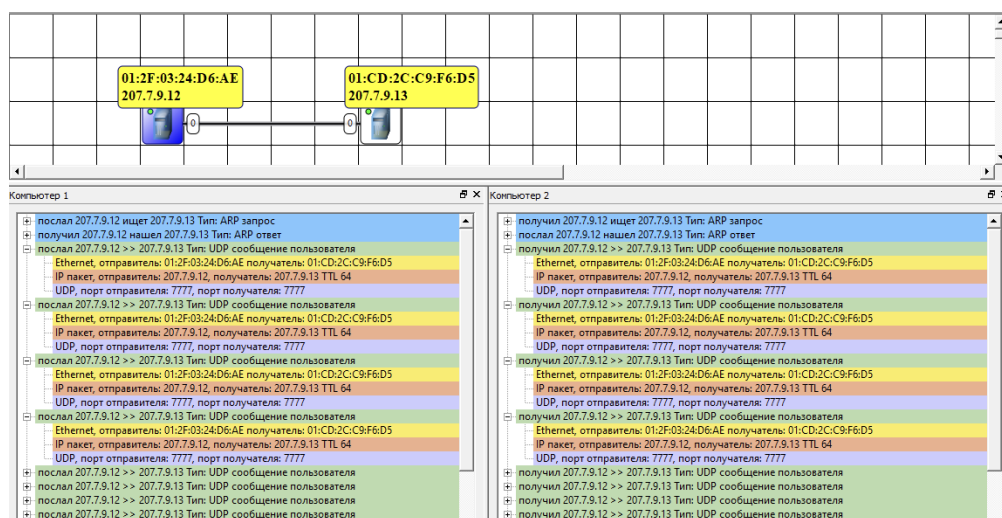 01:2F:03:24:D6:AE
207.7.9.12
01:CD:2C:C9:F6:D5
207.7.9.13
0
0
Компьютер 1
послал 207.7.9.12 ищет 207.7.9.13 Тип: ARP запрос
получил 207.7.9.12 нашел 207.7.9.13 Тип: ARP ответ
послал 207.7.9.12 >> 207.7.9.13 Тип: UDP сообщение пользователя
Ethernet, отправитель: 01:2F:03:24:D6:AE получатель: 01:CD:2C:C9:F6:D5
IP пакет, отправитель: 207.7.9.12, получатель: 207.7.9.13 TTL 64
UDP, порт отправителя: 7777, порт получателя: 7777
послал 207.7.9.12 >> 207.7.9.13 Тип: UDP сообщение пользователя
Ethernet, отправитель: 01:2F:03:24:D6:AE получатель: 01:CD:2C:C9:F6:D5
IP пакет, отправитель: 207.7.9.12, получатель: 207.7.9.13 TTL 64
UDP, порт отправителя: 7777, порт получателя: 7777
послал 207.7.9.12 >> 207.7.9.13 Тип: UDP сообщение пользователя
Ethernet, отправитель: 01:2F:03:24:D6:AE получатель: 01:CD:2C:C9:F6:D5
IP пакет, отправитель: 207.7.9.12, получатель: 207.7.9.13 TTL 64
UDP, порт отправителя: 7777, порт получателя: 7777
послал 207.7.9.12 >> 207.7.9.13 Тип: UDP сообщение пользователя
Ethernet, отправитель: 01:2F:03:24:D6:AE получатель: 01:CD:2C:C9:F6:D5
IP пакет, отправитель: 207.7.9.12, получатель: 207.7.9.13 TTL 64
UDP, порт отправителя: 7777, порт получателя: 7777
послал 207.7.9.12 >> 207.7.9.13 Тип: UDP сообщение пользователя
послал 207.7.9.12 >> 207.7.9.13 Тип: UDP сообщение пользователя
послал 207.7.9.12 >> 207.7.9.13 Тип: UDP сообщение пользователя
послал 207.7.9.12 >> 207.7.9.13 Тип: UDP сообщение пользователя
Компьютер 2
получил 207.7.9.12 ищет 207.7.9.13 Тип: ARP запрос
послал 207.7.9.12 нашел 207.7.9.13 Тип: ARP ответ
получил 207.7.9.12 >> 207.7.9.13 Тип: UDP сообщение пользователя
Ethernet, отправитель: 01:2F:03:24:D6:AE получатель: 01:CD:2C:C9:F6:D5
IP пакет, отправитель: 207.7.9.12, получатель: 207.7.9.13 TTL 64
UDP, порт отправителя: 7777, порт получателя: 7777
получил 207.7.9.12 >> 207.7.9.13 Тип: UDP сообщение пользователя
Ethernet, отправитель: 01:2F:03:24:D6:AE получатель: 01:CD:2C:C9:F6:D5
IP пакет, отправитель: 207.7.9.12, получатель: 207.7.9.13 TTL 64
UDP, порт отправителя: 7777, порт получателя: 7777
получил 207.7.9.12 >> 207.7.9.13 Тип: UDP сообщение пользователя
Ethernet, отправитель: 01:2F:03:24:D6:AE получатель: 01:CD:2C:C9:F6:D5
IP пакет, отправитель: 207.7.9.12, получатель: 207.7.9.13 TTL 64
UDP, порт отправителя: 7777, порт получателя: 7777
получил 207.7.9.12 >> 207.7.9.13 Тип: UDP сообщение пользователя
Ethernet, отправитель: 01:2F:03:24:D6:AE получатель: 01:CD:2C:C9:F6:D5
IP пакет, отправитель: 207.7.9.12, получатель: 207.7.9.13 TTL 64
UDP, порт отправителя: 7777, порт получателя: 7777
получил 207.7.9.12 >> 207.7.9.13 Тип: UDP сообщение пользователя
получил 207.7.9.12 >> 207.7.9.13 Тип: UDP сообщение пользователя
получил 207.7.9.12 >> 207.7.9.13 Тип: UDP сообщение пользователя
получил 207.7.9.12 >> 207.7.9.13 Тип: UDP сообщение пользователя